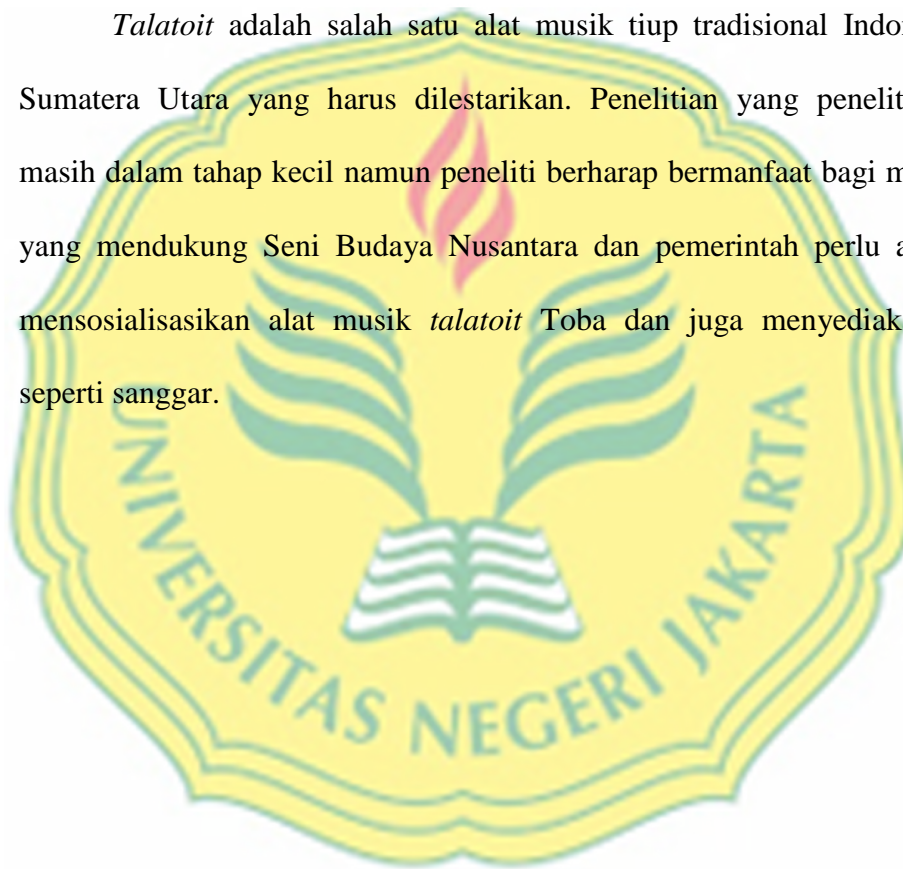 Talatoit adalah salah satu alat musik tiup tradisional
Sumatera Utara yang harus dilestarikan. Penelitian yang
masih dalam tahap kecil namun peneliti berharap bermanfaat bagi
yang mendukung Seni Budaya Nusantara dan pemerintah perlu
mensosialisasikan alat musik talatoit Toba dan juga
seperti sanggar.
UNIVERSITAS NEGERI JAKARTA